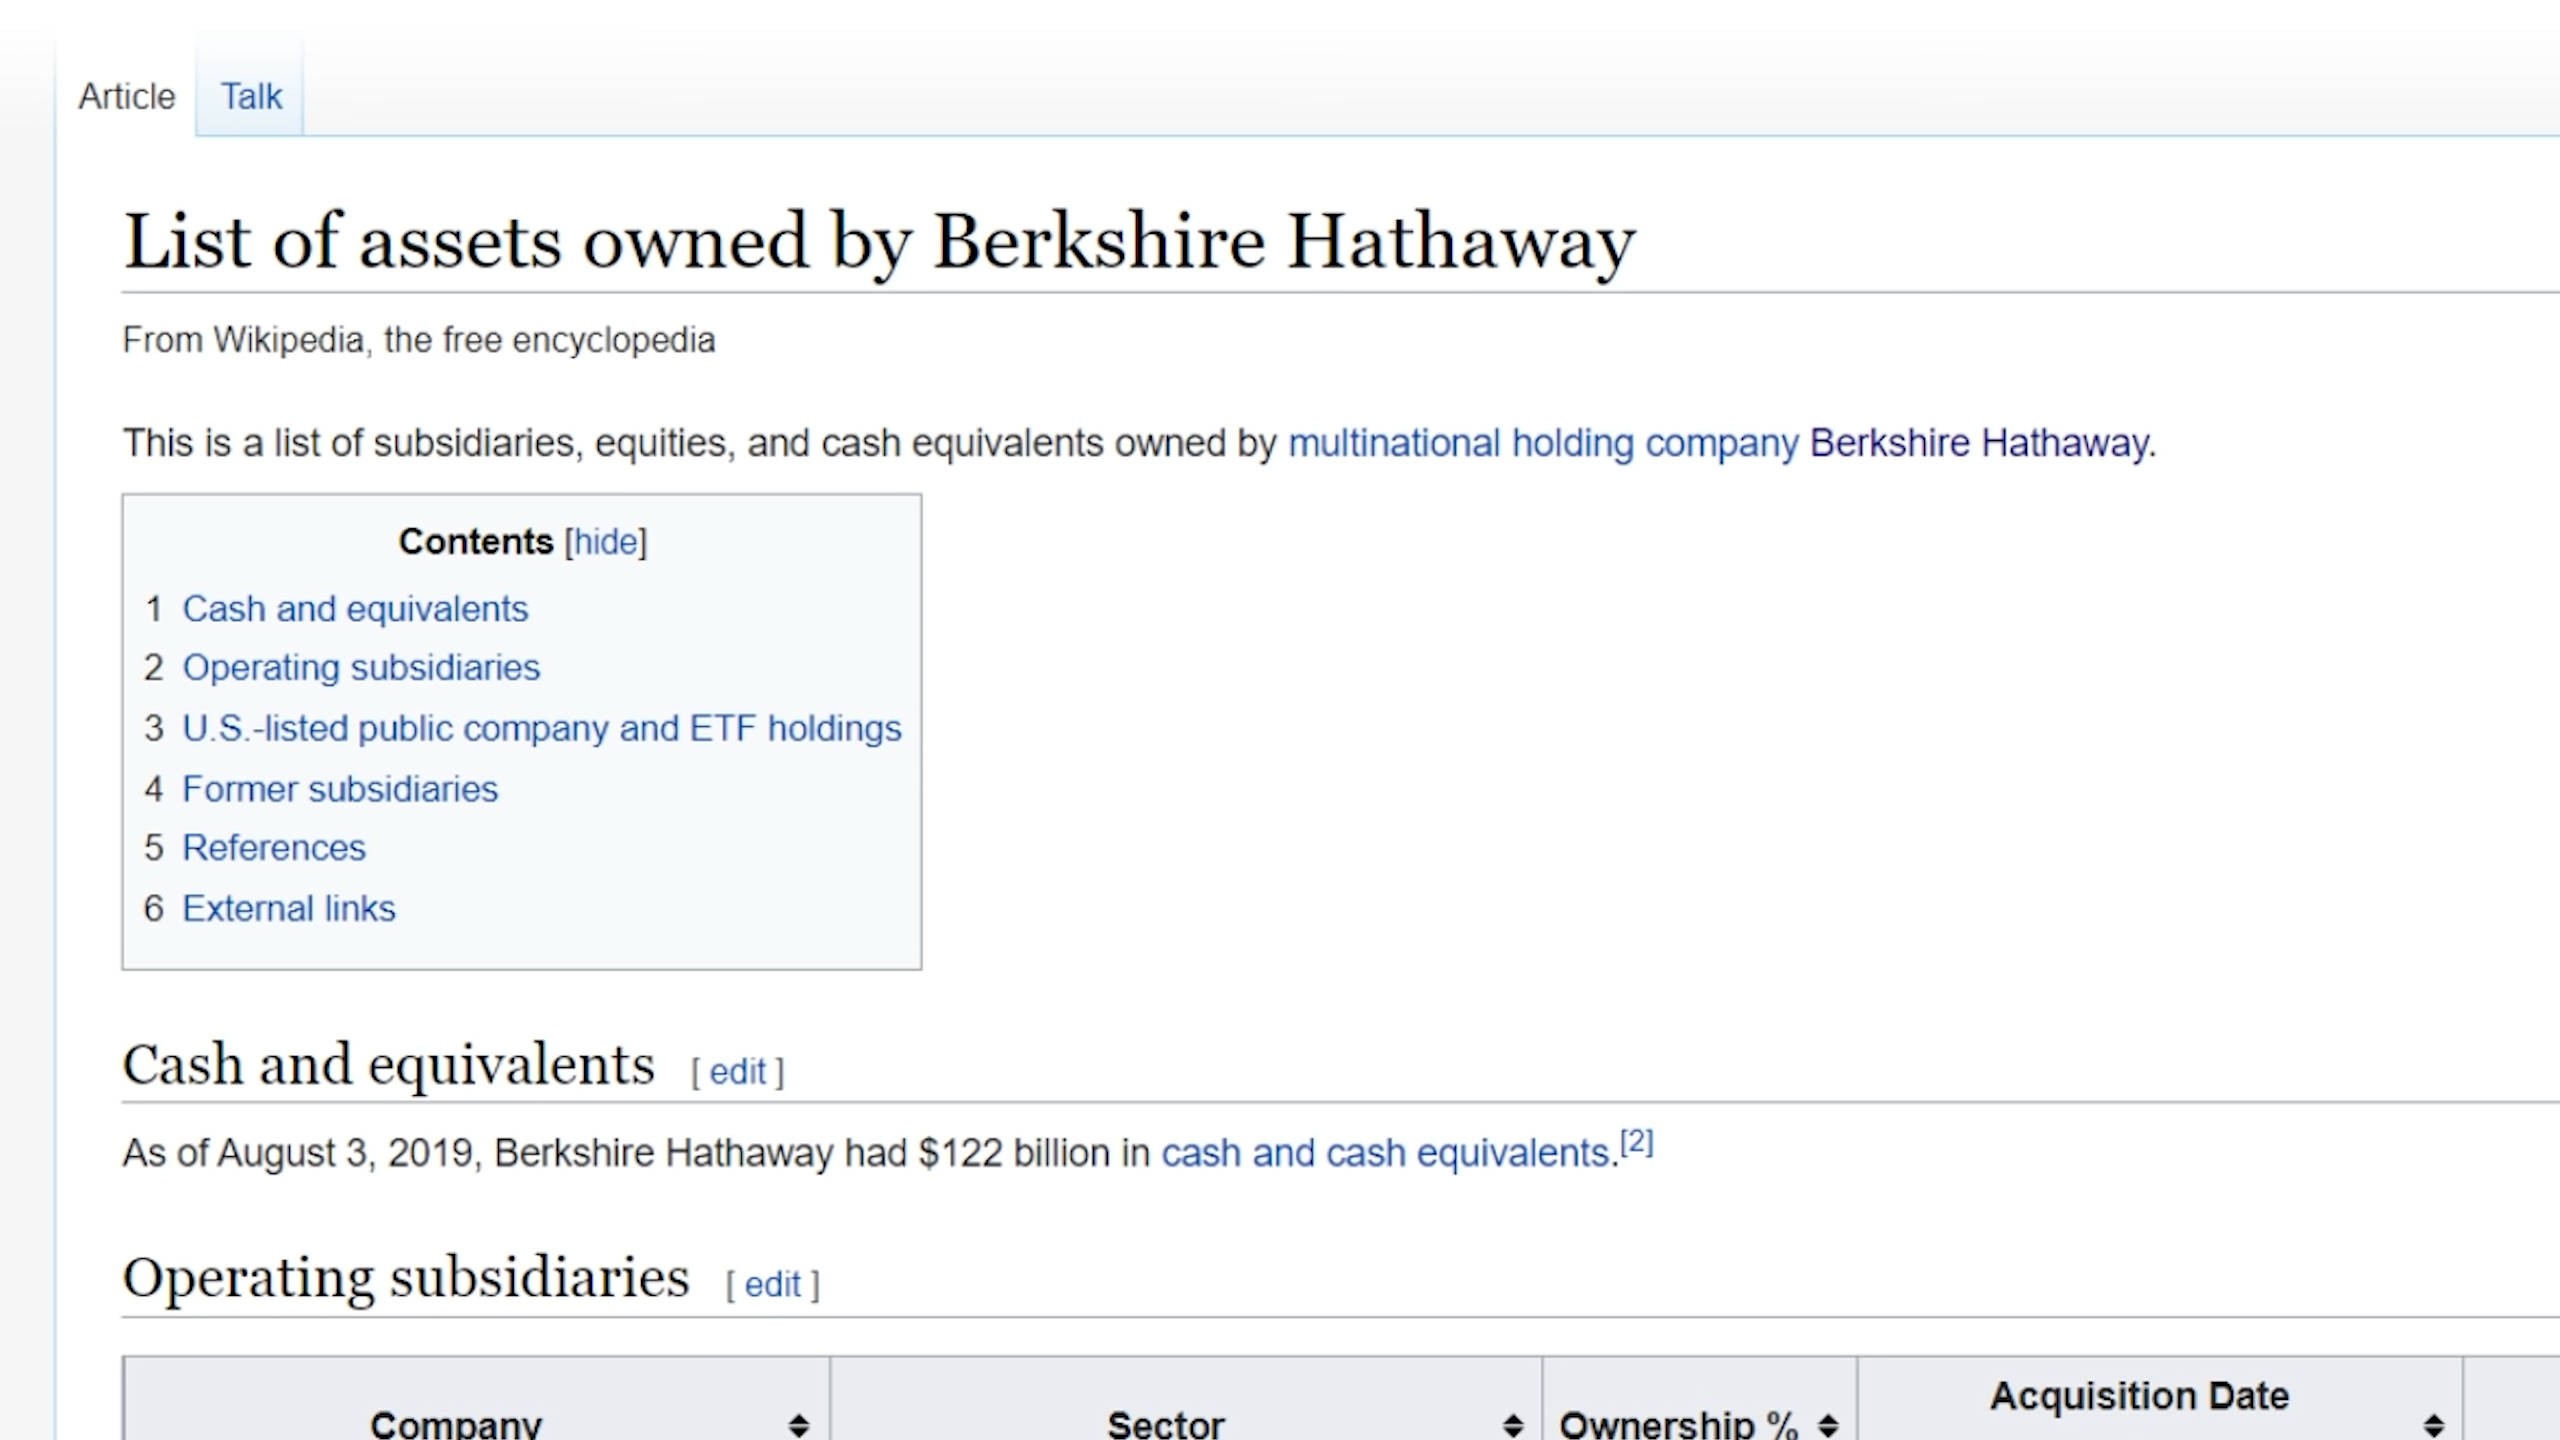 Article Talk
List of assets owned by Berkshire Hathaway
From Wikipedia, the free encyclopedia
This is a list of subsidiaries, equities, and cash equivalents owned by multinational holding company Berkshire Hathaway.
Contents [hide]
1 Cash and equivalents
2 Operating subsidiaries
3 U.S.-listed public company and ETF holdings
4 Former subsidiaries
5 References
6 External links
Cash and equivalents [ edit ]
As of August 3, 2019, Berkshire Hathaway had $122 billion in cash and cash equivalents.[2]
Operating subsidiaries [ edit ]
Company Sector Ownership % Acquisition Date